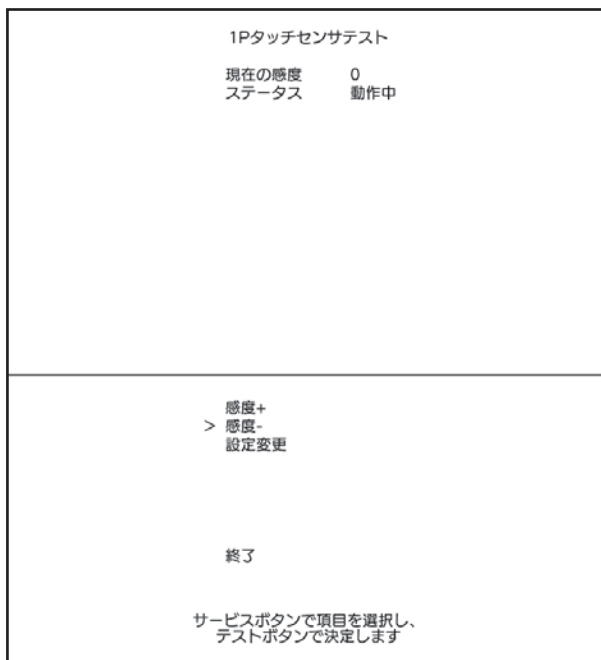 1Pタッチセンサテスト
現在の感度 0
ステータス 動作中
感度+
> 感度-
設定変更
終了
サービスボタンで項目を選択し、
テストボタンで決定します